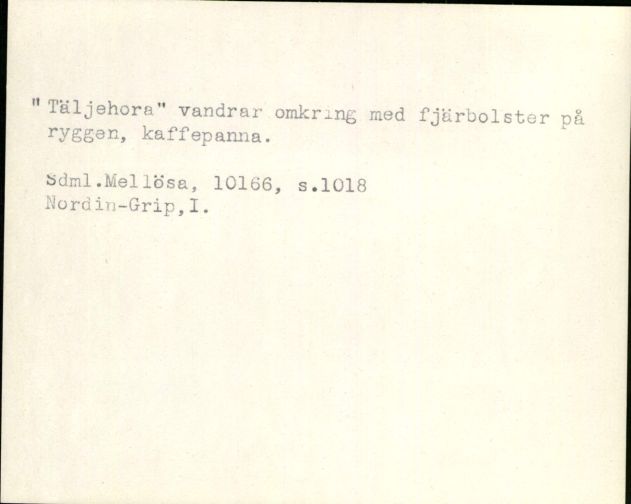 "Täljehora" vandrar omkring med fjärbolster på
ryggen, kaffepanna.
Sdml.Mellösa, 10166, s.1018
Nordin-Grip,I.